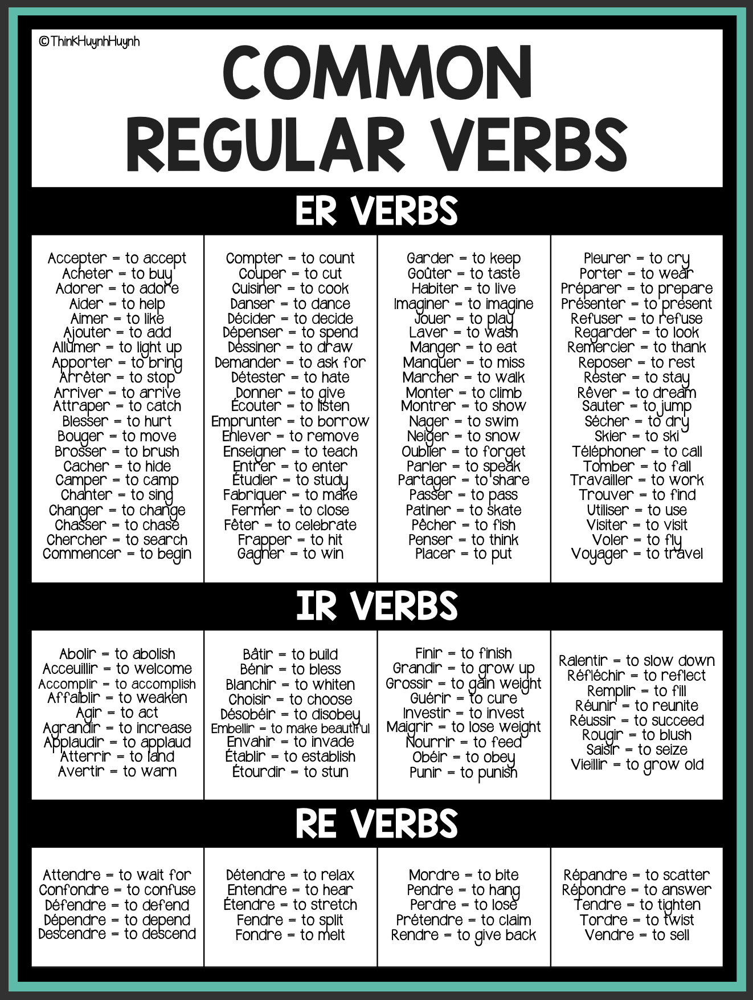 ©ThinkHuynhHuynh
COMMON
REGULAR VERBS
ER VERBS
Accepter = to accept
Acheter = to buy
Adorer = to adore
Aider = to help
Aimer = to like
Ajouter = to add
Allumer = to light up
Apporter = to bring
Arrêter = to stop
Arriver = to arrive
Attraper = to catch
Blesser = to hurt
Bouger = to move
Brosser = to brush
Cacher = to hide
Camper = to camp
Chanter = to sing
Changer = to change
Chasser = to chase
Chercher = to search
Commencer = to begin
Compter = to count
Couper = to cut
Cuisiner = to cook
Danser = to dance
Décider = to decide
Dépenser = to spend
Dessiner = to draw
Demander = to ask for
Détester = to hate
Donner = to give
Écouter = to listen
Emprunter = to borrow
Enlever = to remove
Enseigner = to teach
Entrer = to enter
Étudier = to study
Fabriquer = to make
Fermer = to close
Fêter = to celebrate
Frapper = to hit
Gagner = to win
Garder = to keep
Goûter = to taste
Habiter = to live
Imaginer = to imagine
Jouer = to play
Laver = to wash
Manger = to eat
Manquer = to miss
Marcher = to walk
Monter = to climb
Montrer = to show
Nager = to swim
Neiger = to snow
Oublier = to forget
Parler = to speak
Partager = to share
Passer = to pass
Patiner = to skate
Pêcher = to fish
Penser = to think
Placer = to put
Pleurer = to cry
Porter = to wear
Préparer = to prepare
Présenter = to present
Refuser = to refuse
Regarder = to look
Remercier = to thank
Reposer = to rest
Rester = to stay
Rêver = to dream
Sauter = to jump
Sécher = to dry
Skier = to ski
Téléphoner = to call
Tomber = to fall
Travailler = to work
Trouver = to find
Utiliser = to use
Visiter = to visit
Voler = to fly
Voyager = to travel
IR VERBS
Abolir = to abolish
Acceuillir = to welcome
Accomplir = to accomplish
Affaiblir = to weaken
Agir = to act
Agrandir = to increase
Applaudir = to applaud
Atterrir = to land
Avertir = to warn
Bâtir = to build
Bénir = to bless
Blanchir = to whiten
Choisir = to choose
Désobéir = to disobey
Embellir = to make beautiful
Envahir = to invade
Établir = to establish
Étourdir = to stun
Finir = to finish
Grandir = to grow up
Grossir = to gain weight
Guérir = to cure
Investir = to invest
Maigrir = to lose weight
Nourrir = to feed
Obéir = to obey
Punir = to punish
Ralentir = to slow down
Réfléchir = to reflect
Remplir = to fill
Réunir = to reunite
Réussir = to succeed
Rougir = to blush
Saisir = to seize
Vieillir = to grow old
RE VERBS
Attendre = to wait for
Confondre = to confuse
Défendre = to defend
Dépendre = to depend
Descendre = to descend
Détendre = to relax
Entendre = to hear
Étendre = to stretch
Fendre = to split
Fondre = to melt
Mordre = to bite
Pendre = to hang
Perdre = to lose
Prétendre = to claim
Rendre = to give back
Répandre = to scatter
Répondre = to answer
Tendre = to tighten
Tordre = to twist
Vendre = to sell